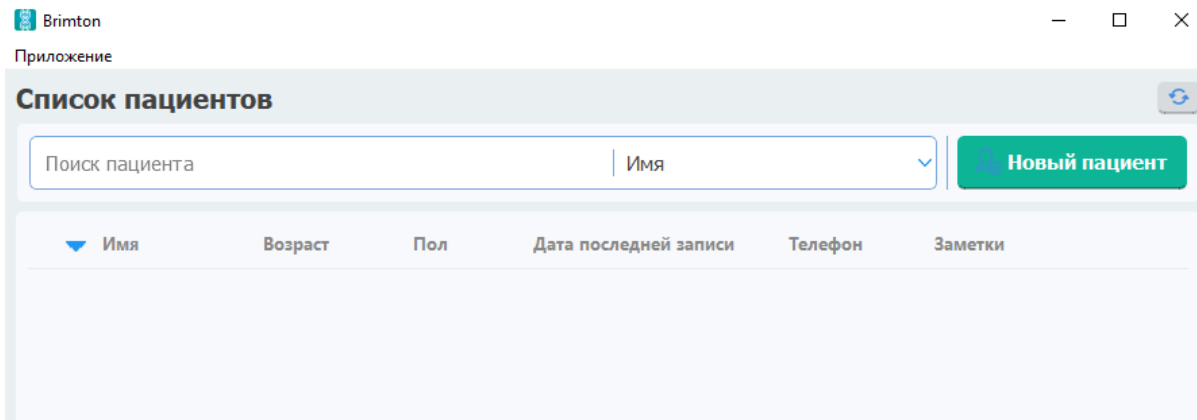 Brimton
Приложение
Список пациентов
Поиск пациента Имя Новый пациент
Имя Возраст Пол Дата последней записи Телефон Заметки